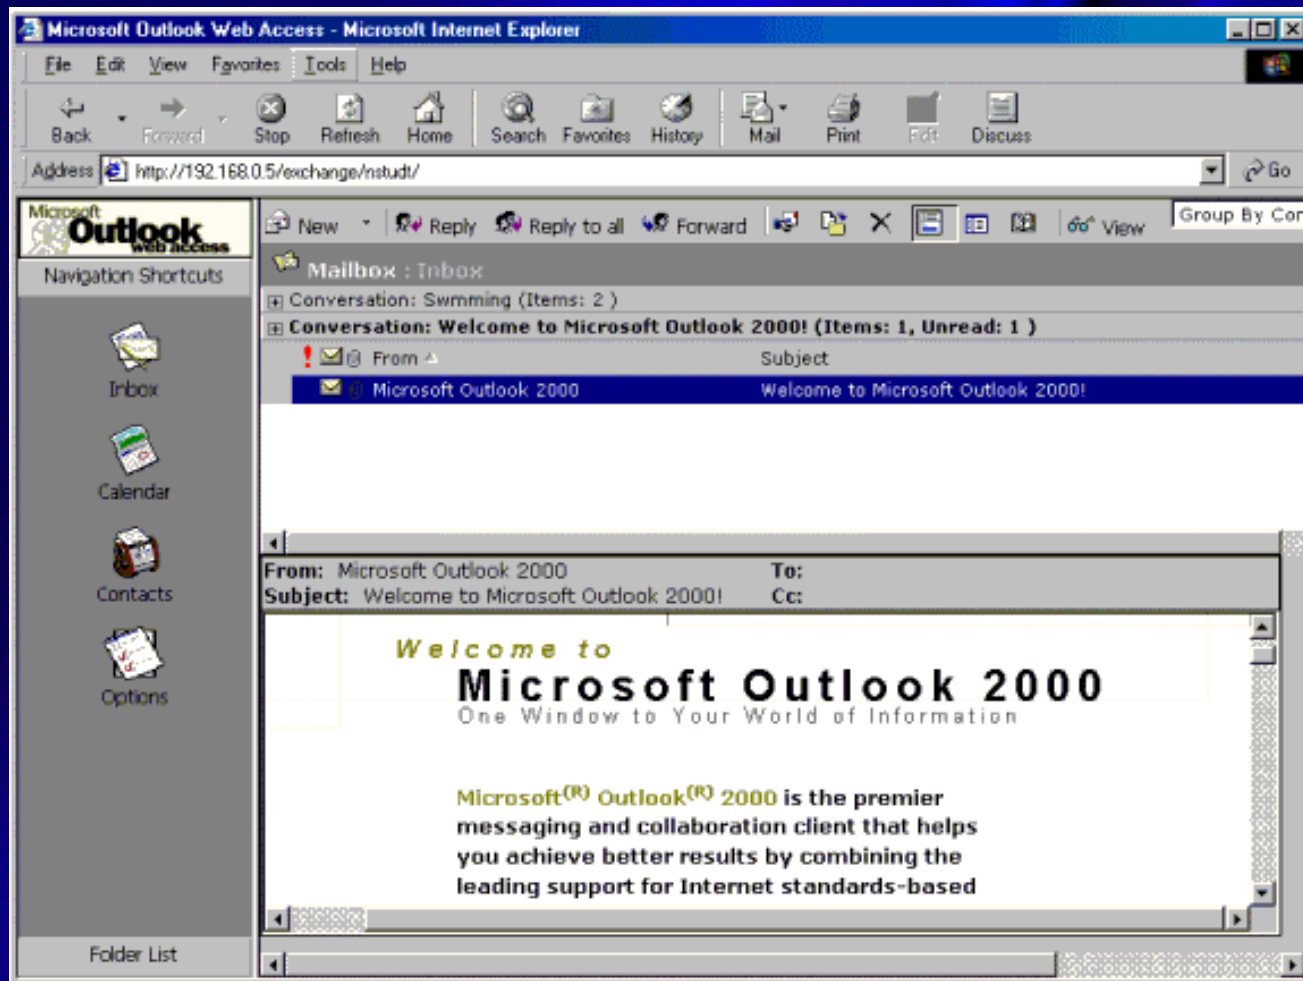 Microsoft Outlook Web Access - Microsoft Internet Explorer
File Edit View Favorites Tools Help
Back Forward Stop Refresh Home Search Favorites History Mail Print Edit Discuss
Address http://192.168.0.5/exchange/nstudt/ Go
Microsoft
Outlook
web access
New Reply Reply to all Forward View Group By Con
Navigation Shortcuts
Mailbox : Inbox
Conversation: Swmming (Items: 2 )
Conversation: Welcome to Microsoft Outlook 2000! (Items: 1, Unread: 1 )
From Subject
Microsoft Outlook 2000 Welcome to Microsoft Outlook 2000!
Inbox
Calendar
Contacts
Options
Folder List
From: Microsoft Outlook 2000 To:
Subject: Welcome to Microsoft Outlook 2000! Cc:
Welcome to
Microsoft Outlook 2000
One Window to Your World of Information
Microsoft(R) Outlook(R) 2000 is the premier
messaging and collaboration client that helps
you achieve better results by combining the
leading support for Internet standards-based